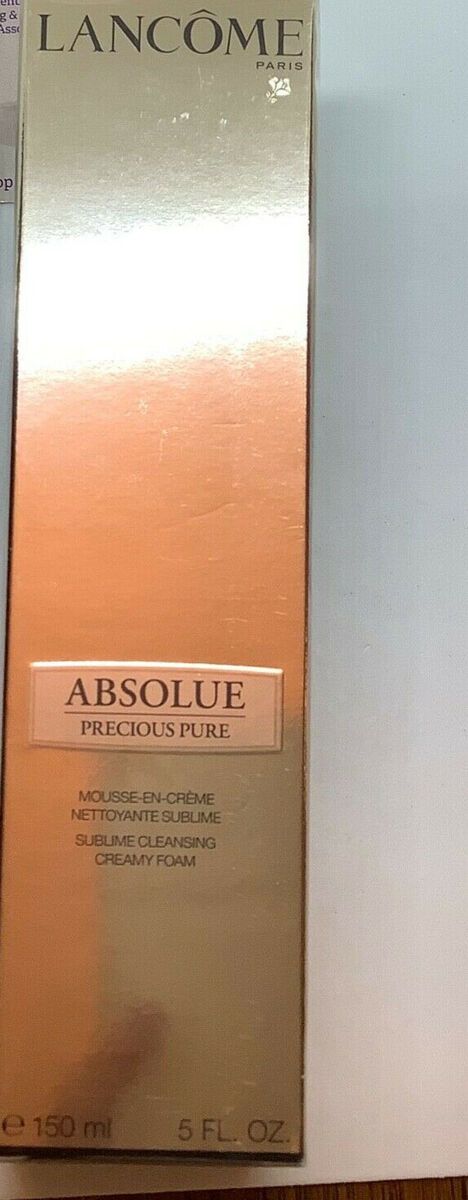 g &
op
LANCÔME
PARIS
ABSOLUE
PRECIOUS PURE
MOUSSE-EN-CRÈME
NETTOYANTE SUBLIME
SUBLIME CLEANSING
CREAMY FOAM
℮ 150 ml 5 FL. OZ.